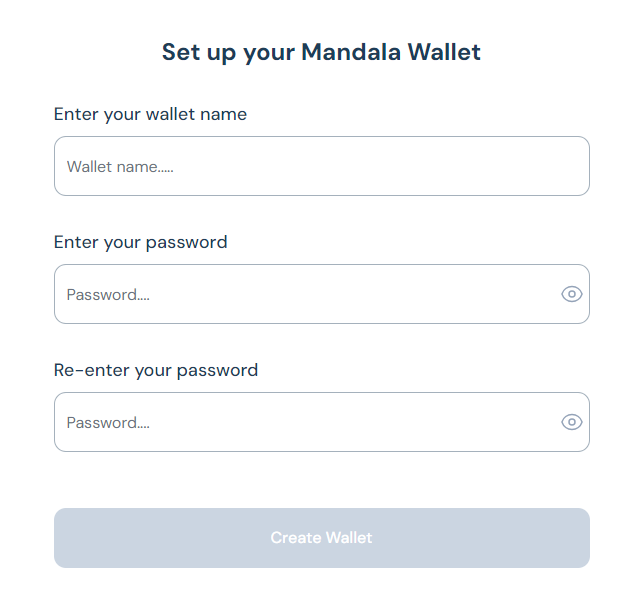 Set up your Mandala Wallet
Enter your wallet name
Wallet name.....
Enter your password
Password....
Re-enter your password
Password....
Create Wallet